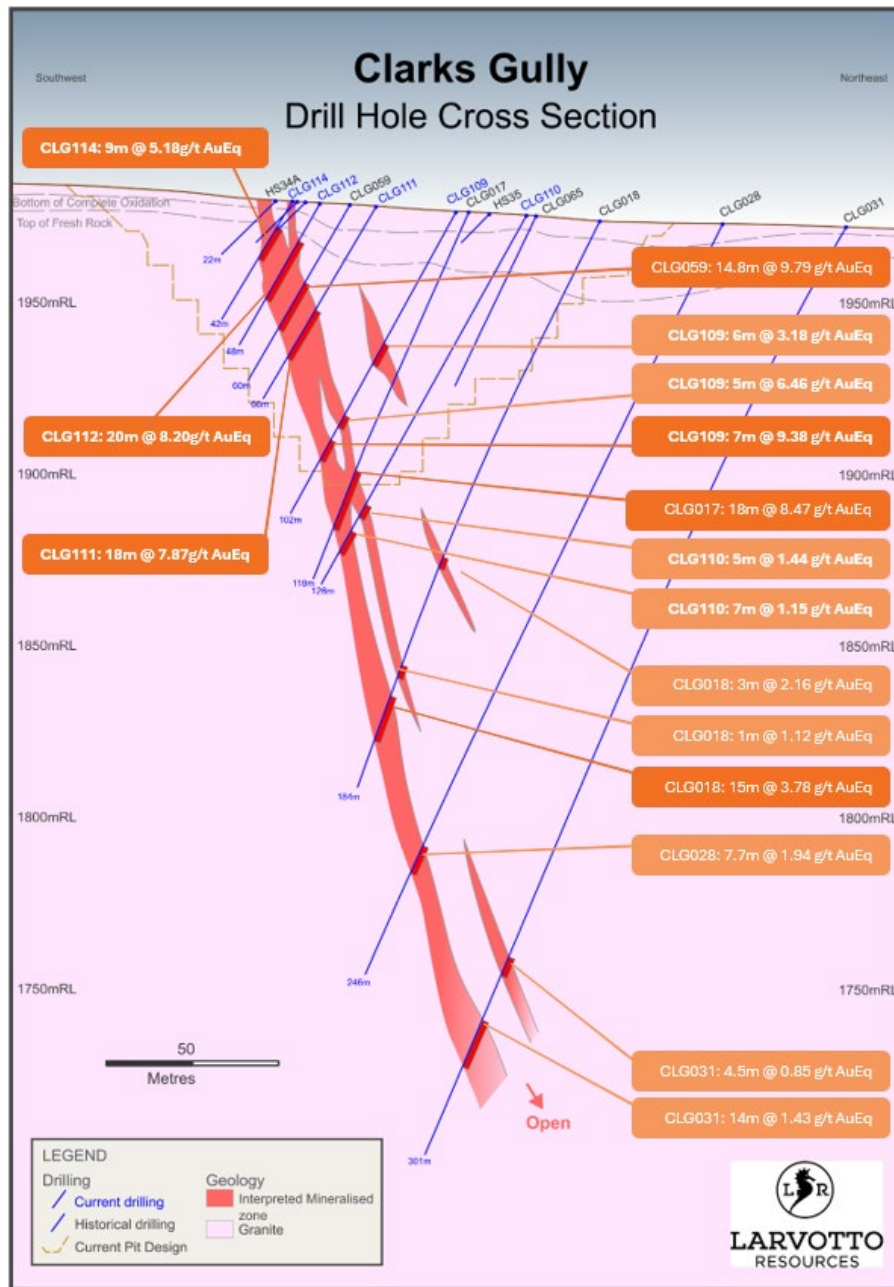 Clarks Gully
Drill Hole Cross Section
Southwest
Northeast
CLG114: 9m @ 5.18g/t AuEq
HS34A
CLG114
CLG112
CLG059
CLG111
CLG109
CLG017
HS35
CLG110
CLG065
CLG018
CLG028
CLG031
Bottom of Complete Oxidation
Top of Fresh Rock
22m
CLG059: 14.8m @ 9.79 g/t AuEq
1950mRL
1950mRL
42m
CLG109: 6m @ 3.18 g/t AuEq
48m
60m
CLG109: 5m @ 6.46 g/t AuEq
66m
CLG112: 20m @ 8.20g/t AuEq
CLG109: 7m @ 9.38 g/t AuEq
1900mRL
1900mRL
CLG017: 18m @ 8.47 g/t AuEq
102m
CLG111: 18m @ 7.87g/t AuEq
CLG110: 5m @ 1.44 g/t AuEq
118m
126m
CLG110: 7m @ 1.15 g/t AuEq
1850mRL
1850mRL
CLG018: 3m @ 2.16 g/t AuEq
CLG018: 1m @ 1.12 g/t AuEq
CLG018: 15m @ 3.78 g/t AuEq
184m
1800mRL
1800mRL
CLG028: 7.7m @ 1.94 g/t AuEq
246m
1750mRL
1750mRL
50
Metres
CLG031: 4.5m @ 0.85 g/t AuEq
CLG031: 14m @ 1.43 g/t AuEq
Open
301m
LEGEND
Drilling
Current drilling
Historical drilling
Current Pit Design
Geology
Interpreted Mineralised
zone
Granite
L R
LARVOTTO
RESOURCES